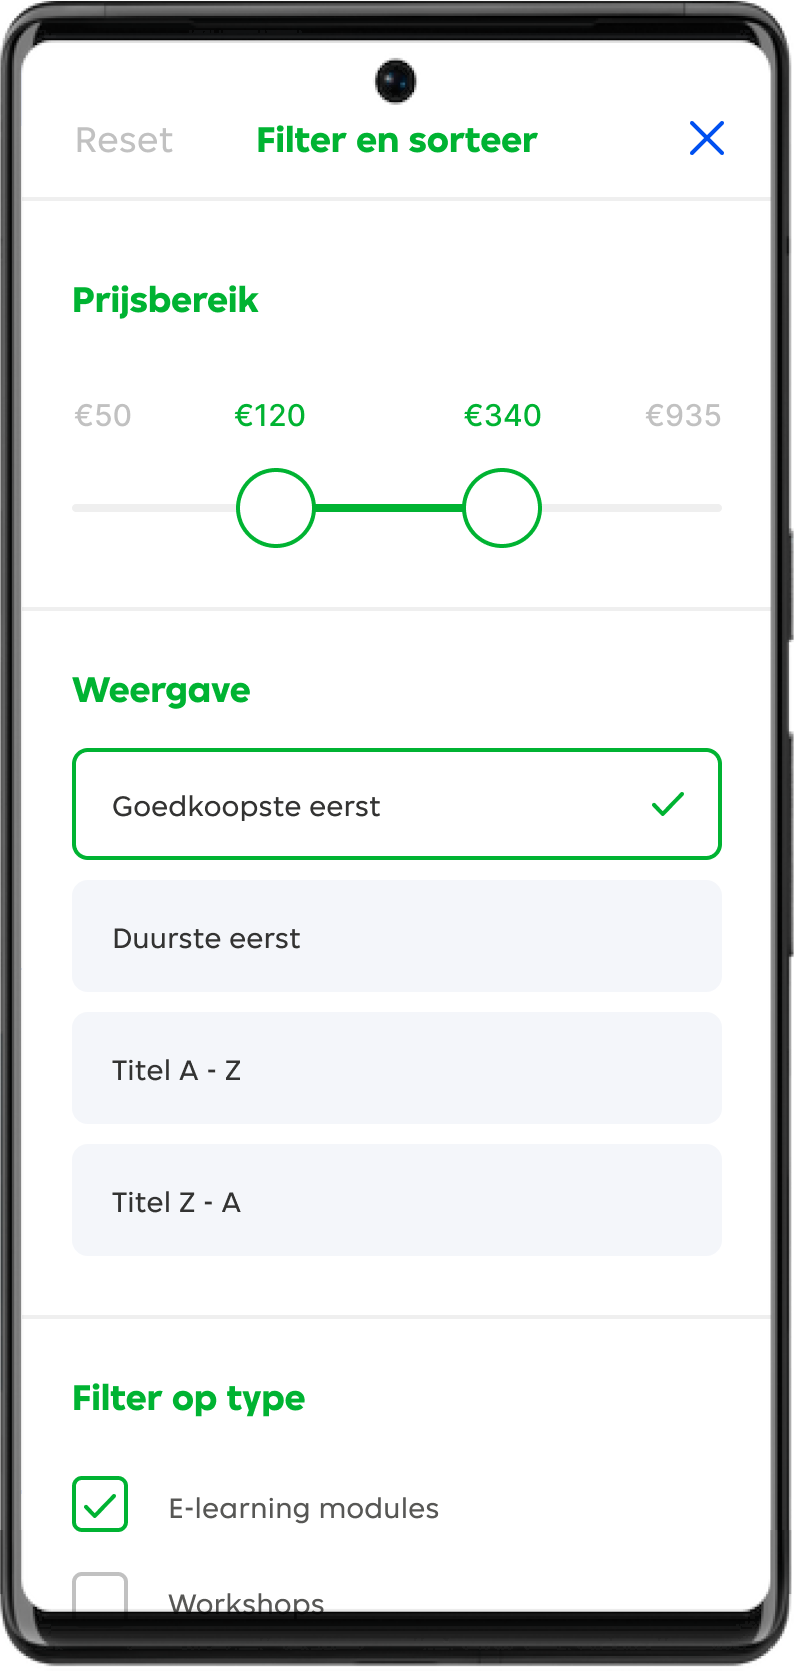 Reset Filter en sorteer
Prijsbereik
€50 €120 €340 €935
Weergave
Goedkoopste eerst
Duurste eerst
Titel A - Z
Titel Z - A
Filter op type
E-learning modules
Workshops